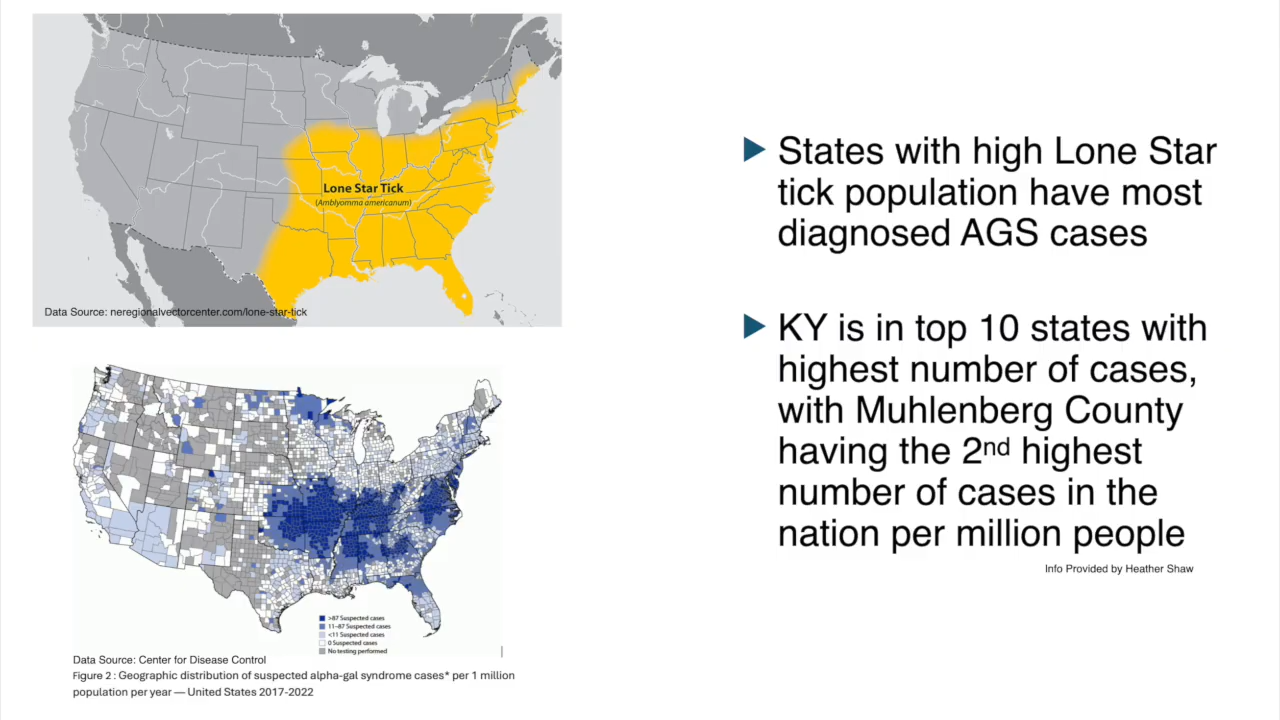 Lone Star Tick
(Amblyomma americanum)
Data Source: neregionalvectorcenter.com/lone-star-tick
>87 Suspected cases
11–87 Suspected cases
<11 Suspected cases
0 Suspected cases
No testing performed
Data Source: Center for Disease Control
Figure 2 : Geographic distribution of suspected alpha-gal syndrome cases* per 1 million
population per year — United States 2017-2022
States with high Lone Star
tick population have most
diagnosed AGS cases
KY is in top 10 states with
highest number of cases,
with Muhlenberg County
having the 2nd highest
number of cases in the
nation per million people
Info Provided by Heather Shaw